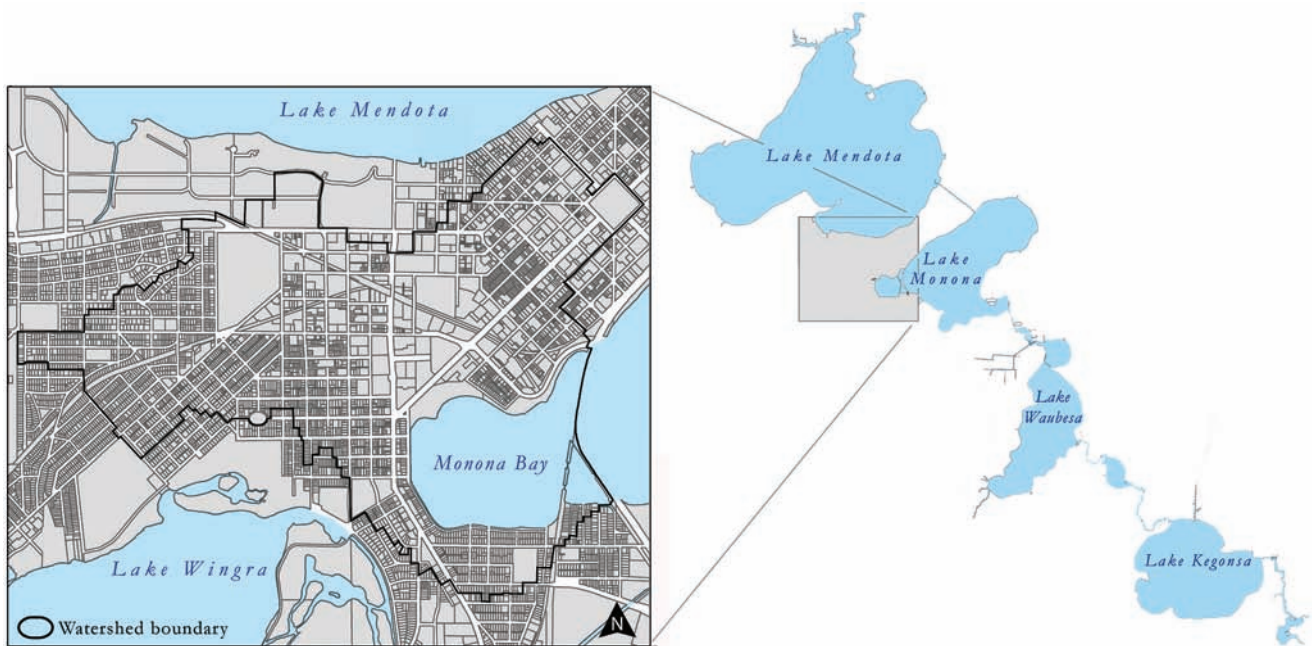 Lake Mendota
Monona Bay
Lake Wingra
Watershed boundary
N
Lake Mendota
Lake
Monona
Lake
Waubesa
Lake Kegonsa